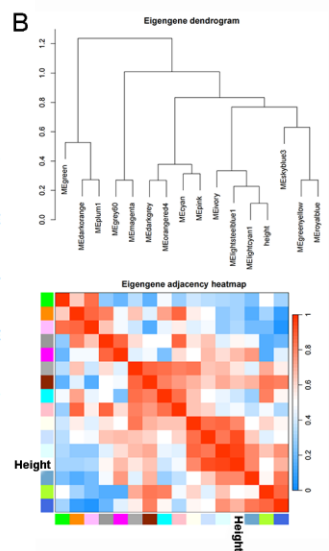 B
Eigengene dendrogram
1.2
1.0
0.8
0.6
0.4
0.2
0.0
MEgreen
MEdarkorange
MEplum1
MEgrey60
MEmagenta
MEdarkgrey
MEorangered4
MEcyan
MEpink
MEivory
MElightsteelblue1
MElightcyan1
height
MEskyblue3
MEgreenyellow
MEroyalblue
Eigengene adjacency heatmap
1
0.8
0.6
0.4
0.2
0
Height
Height